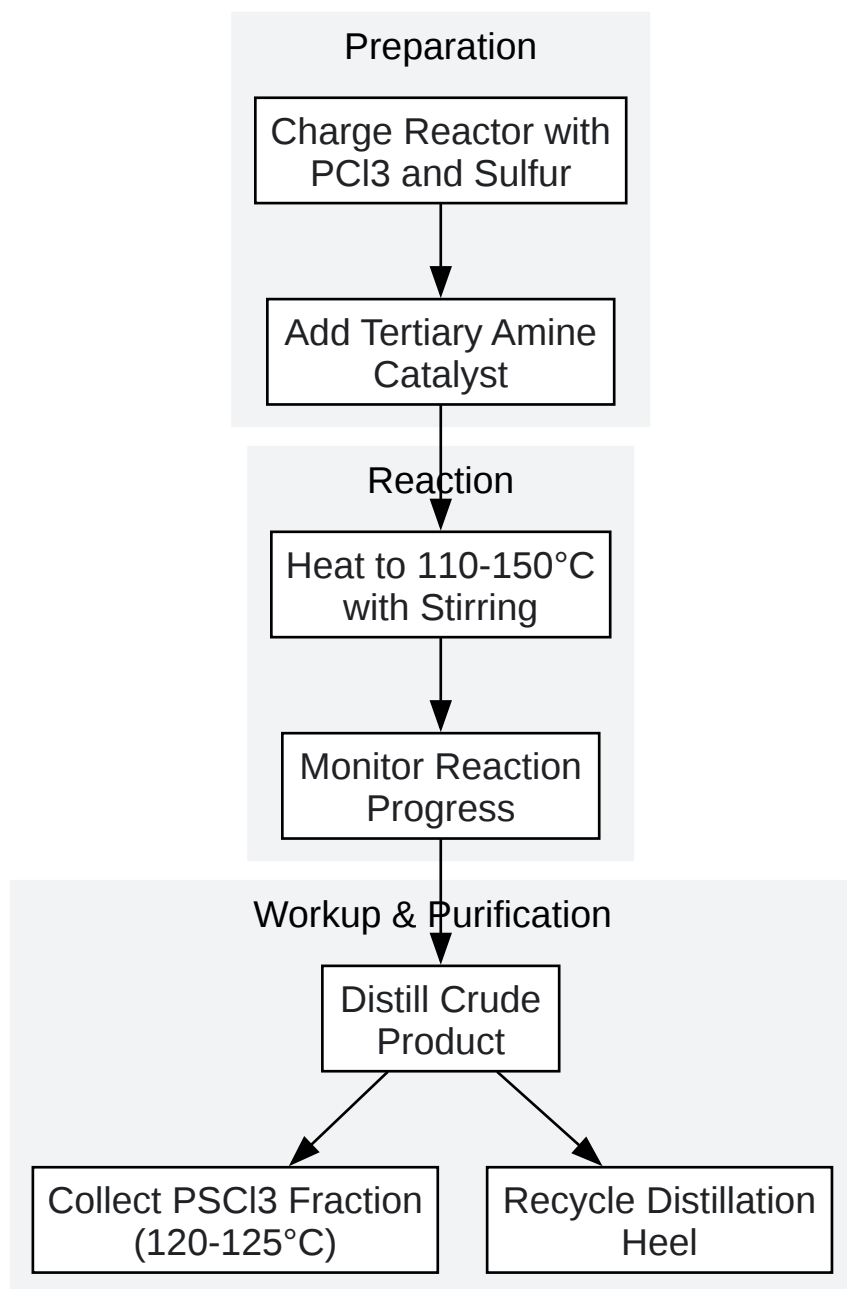 Preparation
Charge Reactor with
PCl3 and Sulfur
Add Tertiary Amine
Catalyst
Reaction
Heat to 110-150°C
with Stirring
Monitor Reaction
Progress
Workup & Purification
Distill Crude
Product
Collect PSCl3 Fraction
(120-125°C)
Recycle Distillation
Heel